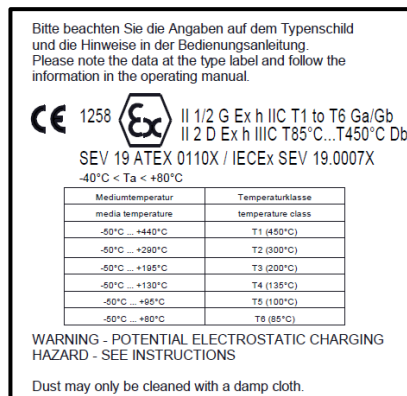 Bitte beachten Sie die Angaben auf dem Typenschild
und die Hinweise in der Bedienungsanleitung.
Please note the data at the type label and follow the
information in the operating manual.
CE 1258 Ex II 1/2 G Ex h IIC T1 to T6 Ga/Gb
II 2 D Ex h IIIC T85°C...T450°C Db
SEV 19 ATEX 0110X / IECEx SEV 19.0007X
-40°C < Ta < +80°C
Mediumtemperatur Temperaturklasse
media temperature temperature class
-50°C ... +440°C T1 (450°C)
-50°C ... +290°C T2 (300°C)
-50°C ... +195°C T3 (200°C)
-50°C ... +130°C T4 (135°C)
-50°C ... +95°C T5 (100°C)
-50°C ... +80°C T6 (85°C)
WARNING - POTENTIAL ELECTROSTATIC CHARGING
HAZARD - SEE INSTRUCTIONS
Dust may only be cleaned with a damp cloth.